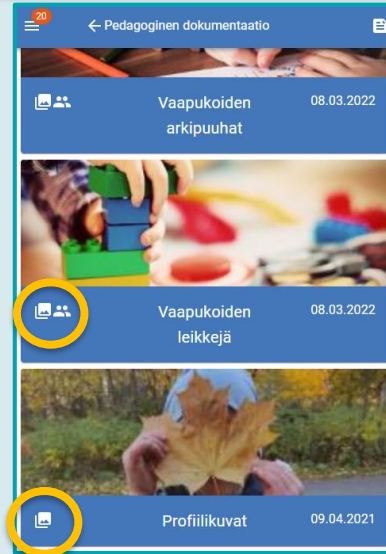 20
← Pedagoginen dokumentaatio
Vaapukoiden
arkipuuhat
08.03.2022
Vaapukoiden
leikkejä
08.03.2022
Profiilikuvat
09.04.2021